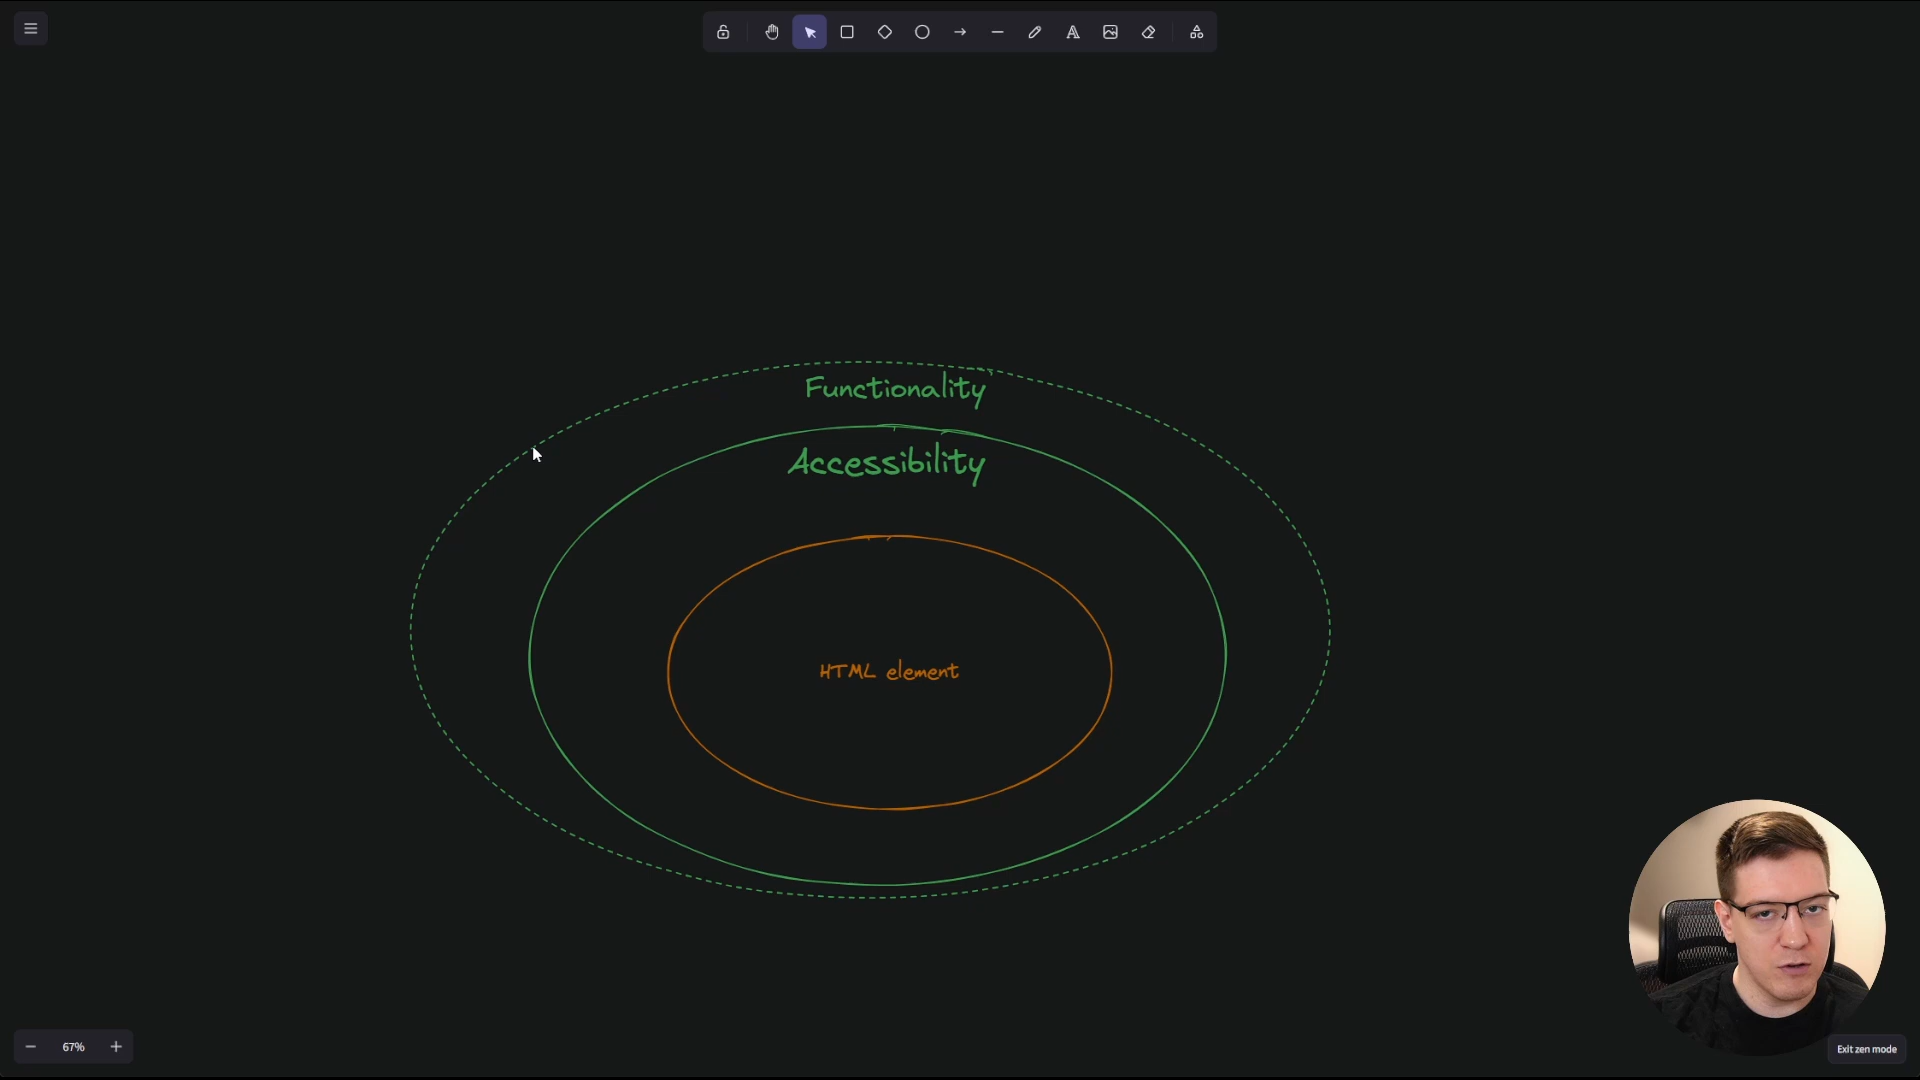 Functionality
Accessibility
HTML element
67%
Exit zen mode